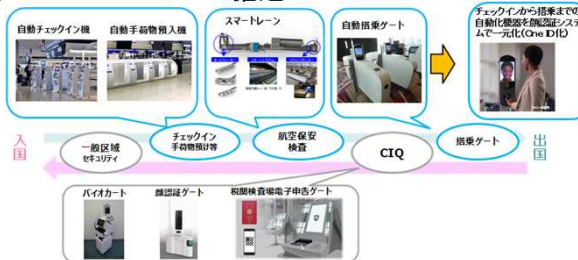 自動チェックイン機
自動手荷物預入機
スマートレーン
自動搭乗ゲート
チェックインから搭乗までの
自動化機器を顔認証システ
ムで一元化(One ID化)
入国
一般区域
セキュリティ
チェックイン
手荷物預け等
航空保安
検査
CIQ
搭乗ゲート
出国
バイオカート
顔認証ゲート
税関検査場電子申告ゲート